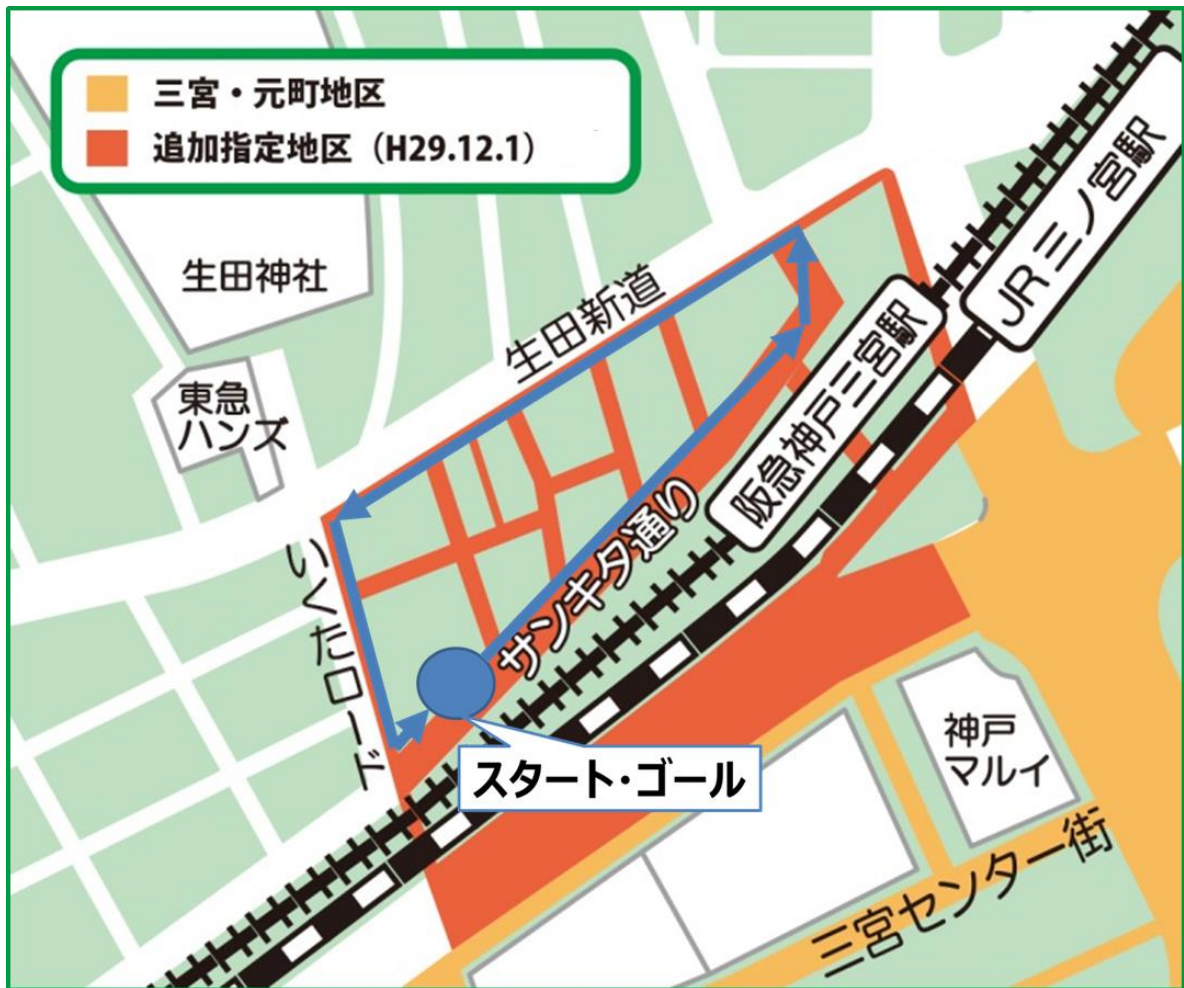 三宮・元町地区
追加指定地区（H29.12.1）
生田神社
東急
ハンズ
生田新道
JR三ノ宮駅
阪急神戸三宮駅
サンキタ通り
いくたロード
スタート・ゴール
神戸
マルイ
三宮センター街